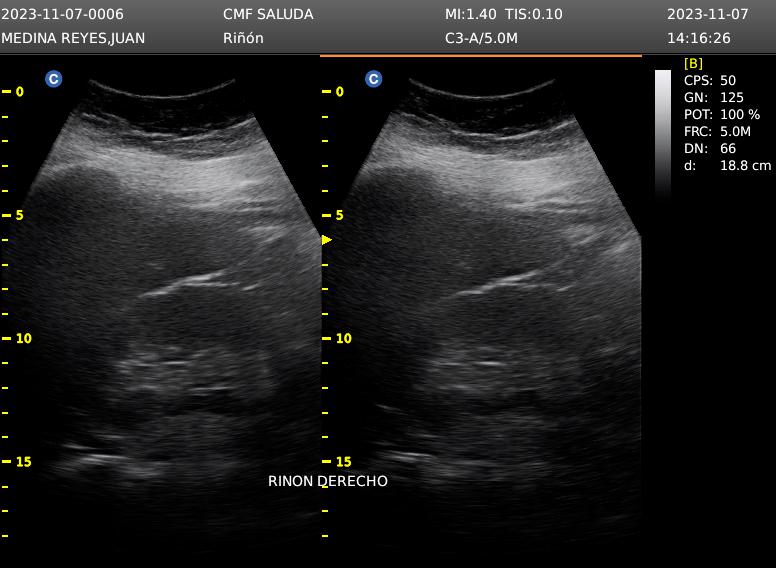 2023-11-07-0006 CMF SALUDA MI:1.40 TIS:0.10 2023-11-07
MEDINA REYES,JUAN Riñón C3-A/5.0M 14:16:26
C C
[B]
CPS: 50
GN: 125
POT: 100 %
FRC: 5.0M
DN: 66
d: 18.8 cm
0 0
5 5
10 10
15 15
RINON DERECHO